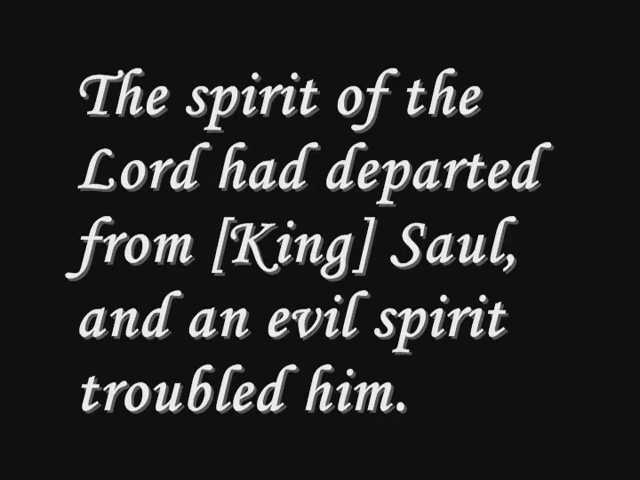 The spirit of the
Lord had departed
from [King] Saul,
and an evil spirit
troubled him.